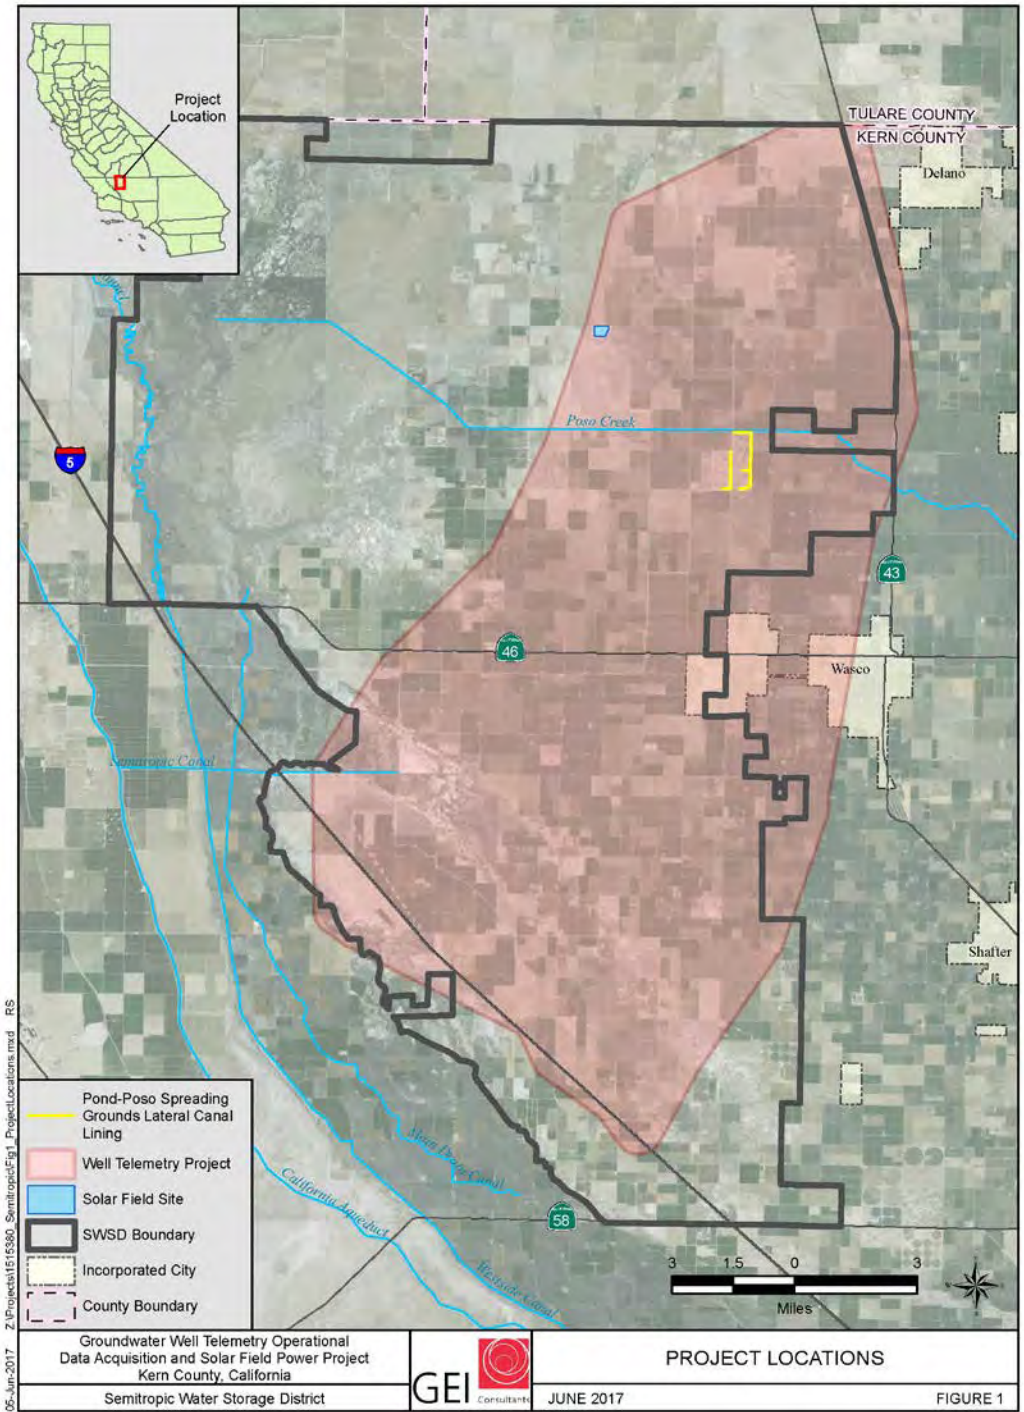 Project
Location
TULARE COUNTY
KERN COUNTY
Delano
5
Poso Creek
43
46
Wasco
Semitropic Canal
Shafter
Main Drain Canal
California Aqueduct
58
Westside Canal
Pond-Poso Spreading
Grounds Lateral Canal
Lining
Well Telemetry Project
Solar Field Site
SWSD Boundary
Incorporated City
County Boundary
3 1.5 0 3
Miles
05-Jun-2017 Z:\Projects\1515380_Semitropic\Fig1_ProjectLocations.mxd RS
Groundwater Well Telemetry Operational
Data Acquisition and Solar Field Power Project
Kern County, California
Semitropic Water Storage District
GEI Consultants
PROJECT LOCATIONS
JUNE 2017 FIGURE 1